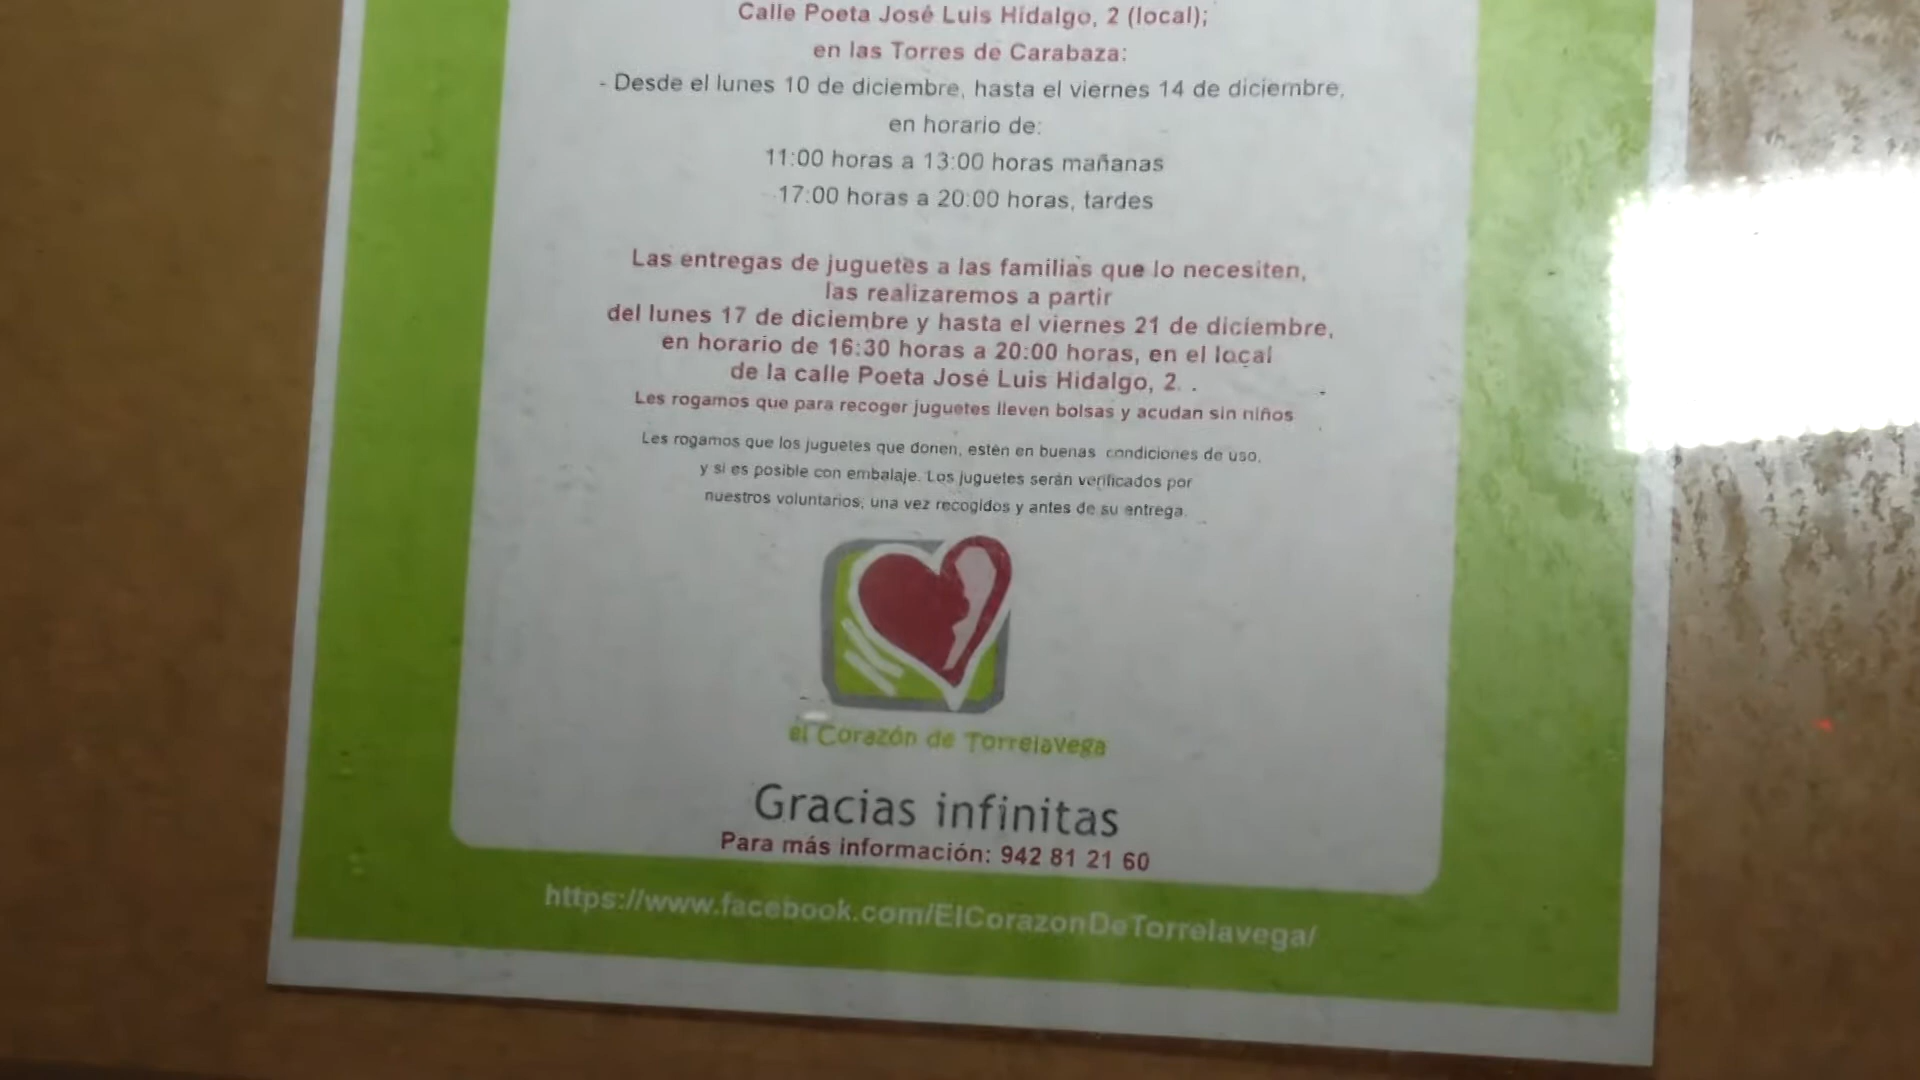 Calle Poeta José Luis Hidalgo, 2 (local);
en las Torres de Carabaza:
- Desde el lunes 10 de diciembre, hasta el viernes 14 de diciembre,
en horario de:
11:00 horas a 13:00 horas mañanas
17:00 horas a 20:00 horas, tardes
Las entregas de juguetes a las familias que lo necesiten,
las realizaremos a partir
del lunes 17 de diciembre y hasta el viernes 21 de diciembre,
en horario de 16:30 horas a 20:00 horas, en el local
de la calle Poeta José Luis Hidalgo, 2. .
Les rogamos que para recoger juguetes lleven bolsas y acudan sin niños
Les rogamos que los juguetes que donen, estén en buenas condiciones de uso,
y si es posible con embalaje. Los juguetes serán verificados por
nuestros voluntarios, una vez recogidos y antes de su entrega.
el Corazón de Torrelavega
Gracias infinitas
Para más información: 942 81 21 60
https://www.facebook.com/ElCorazonDeTorrelavega/